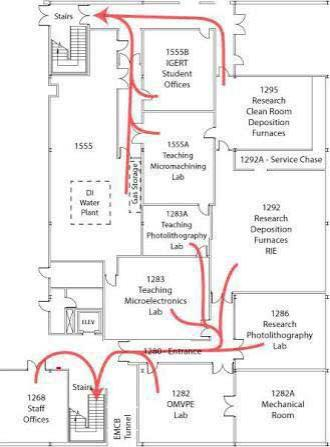 Stairs
1555B
IGERT
Student
Offices
1295
Research
Clean Room
Deposition
Furnaces
1555
1555A
Teaching
Micromachining
Lab
1292A - Service Chase
Gas Storage
DI
Water
Plant
1283A
Teaching
Photolithography
Lab
1292
Research
Deposition
Furnaces
RIE
1283
Teaching
Microelectronics
Lab
ELEV
1286
Research
Photolithography
Lab
1280 - Entrance
1268
Staff
Offices
Stairs
EMCB
Tunnel
1282
OMVPE
Lab
1282A
Mechanical
Room